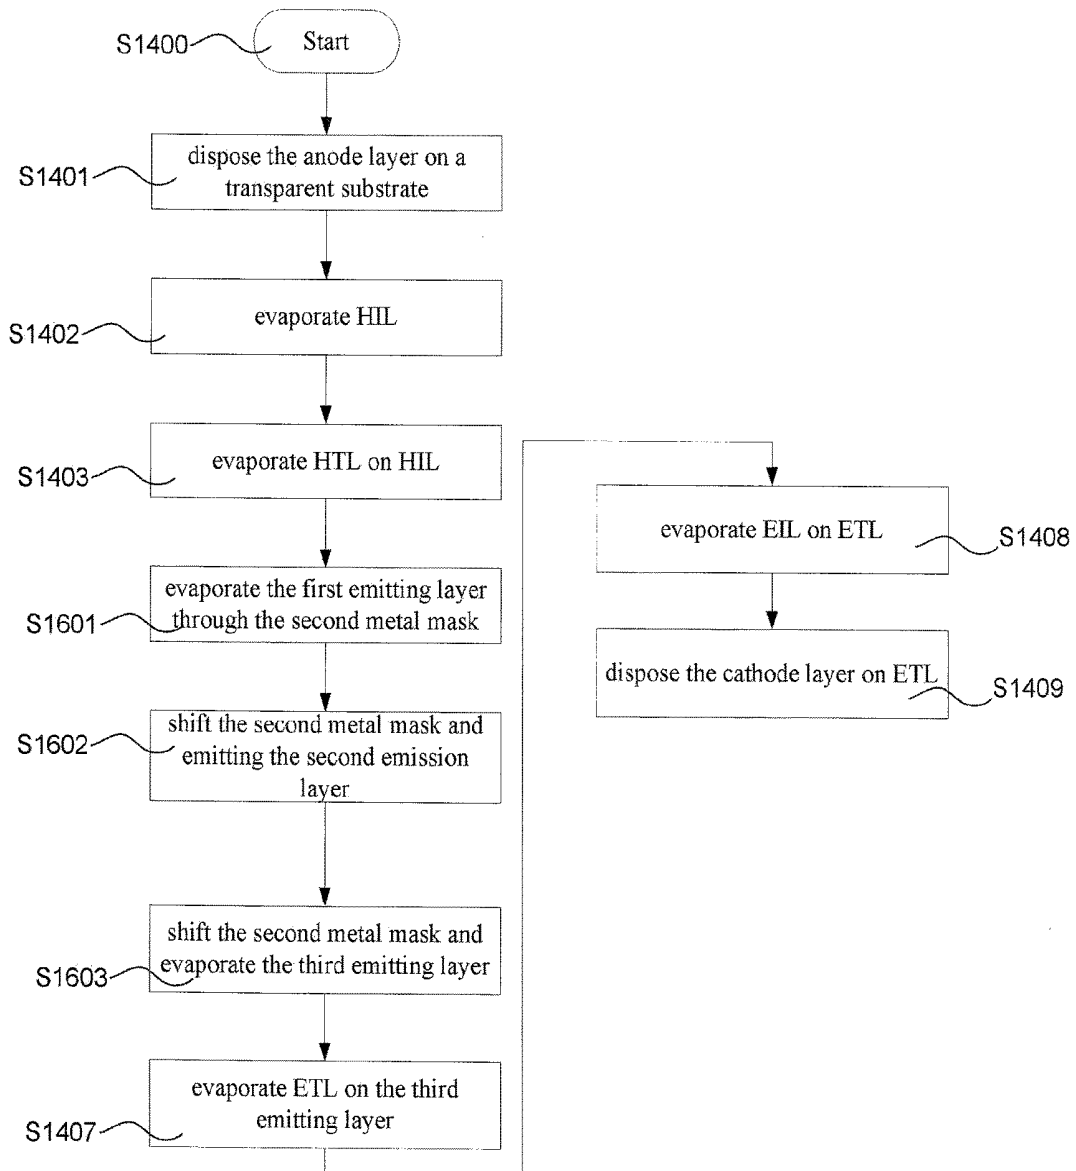 S1400
Start
S1401
dispose the anode layer on a
transparent substrate
S1402
evaporate HIL
S1403
evaporate HTL on HIL
S1601
evaporate the first emitting layer
through the second metal mask
S1602
shift the second metal mask and
emitting the second emission
layer
S1603
shift the second metal mask and
evaporate the third emitting layer
S1407
evaporate ETL on the third
emitting layer
evaporate EIL on ETL
S1408
dispose the cathode layer on ETL
S1409